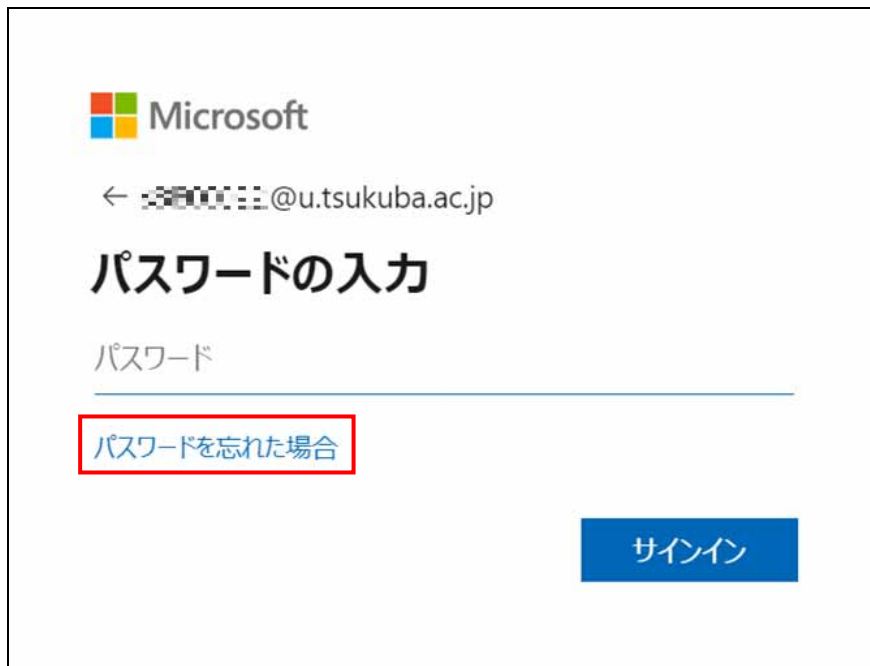 Microsoft
← @u.tsukuba.ac.jp
パスワードの入力
パスワード
パスワードを忘れた場合
サインイン